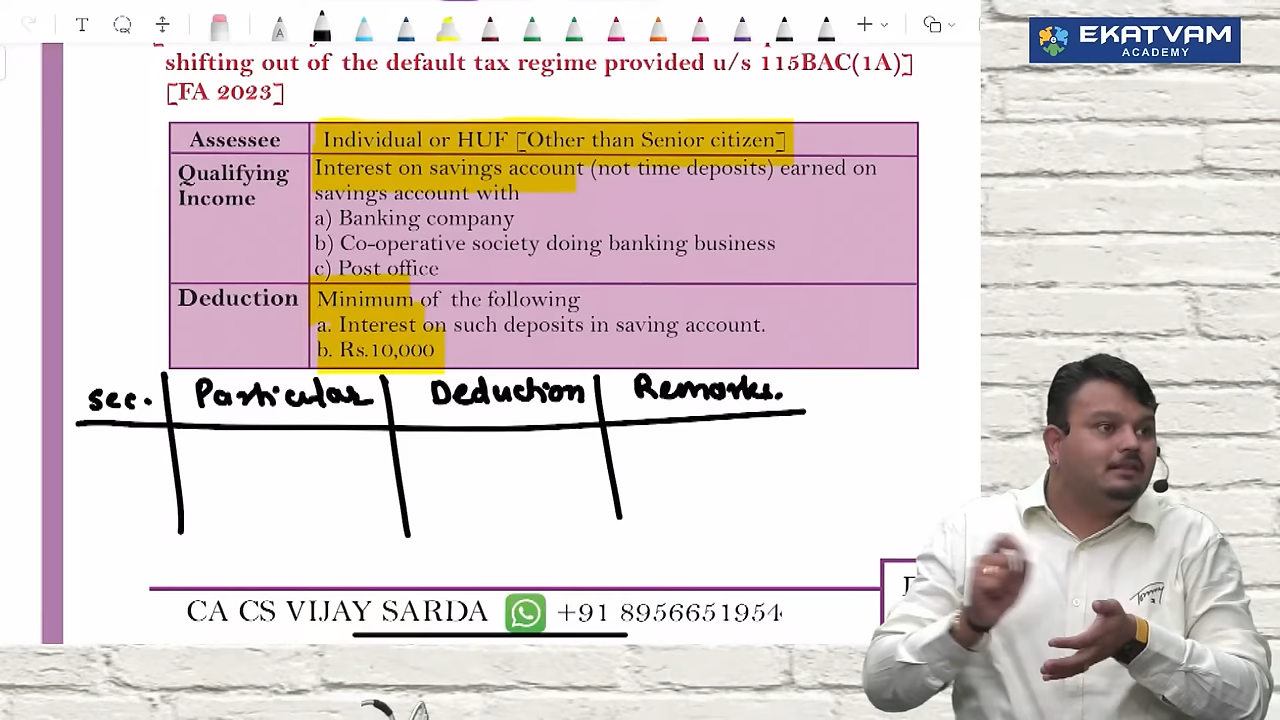 EKATVAM
ACADEMY
shifting out of the default tax regime provided u/s 115BAC(1A)]
[FA 2023]
Assessee Individual or HUF [Other than Senior citizen]
Qualifying Income Interest on savings account (not time deposits) earned on
savings account with
a) Banking company
b) Co-operative society doing banking business
c) Post office
Deduction Minimum of the following
a. Interest on such deposits in saving account.
b. Rs.10,000
sec. Particular Deduction Remarks.
CA CS VIJAY SARDA +91 8956651954